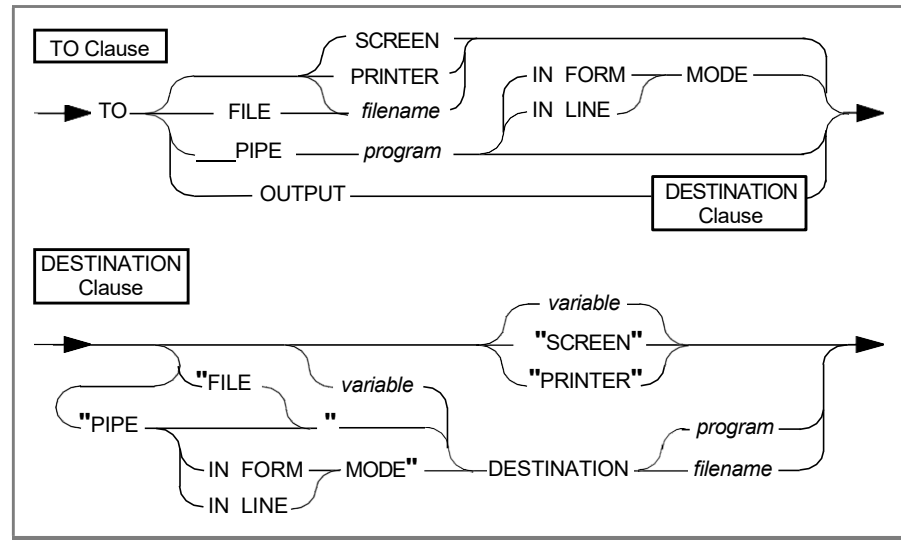 TO Clause
SCREEN
PRINTER
IN FORM MODE
TO FILE filename
IN LINE
___PIPE program
OUTPUT
DESTINATION
Clause
DESTINATION
Clause
variable
"SCREEN"
"FILE variable "PRINTER"
"PIPE "
program
IN FORM MODE" DESTINATION filename
IN LINE